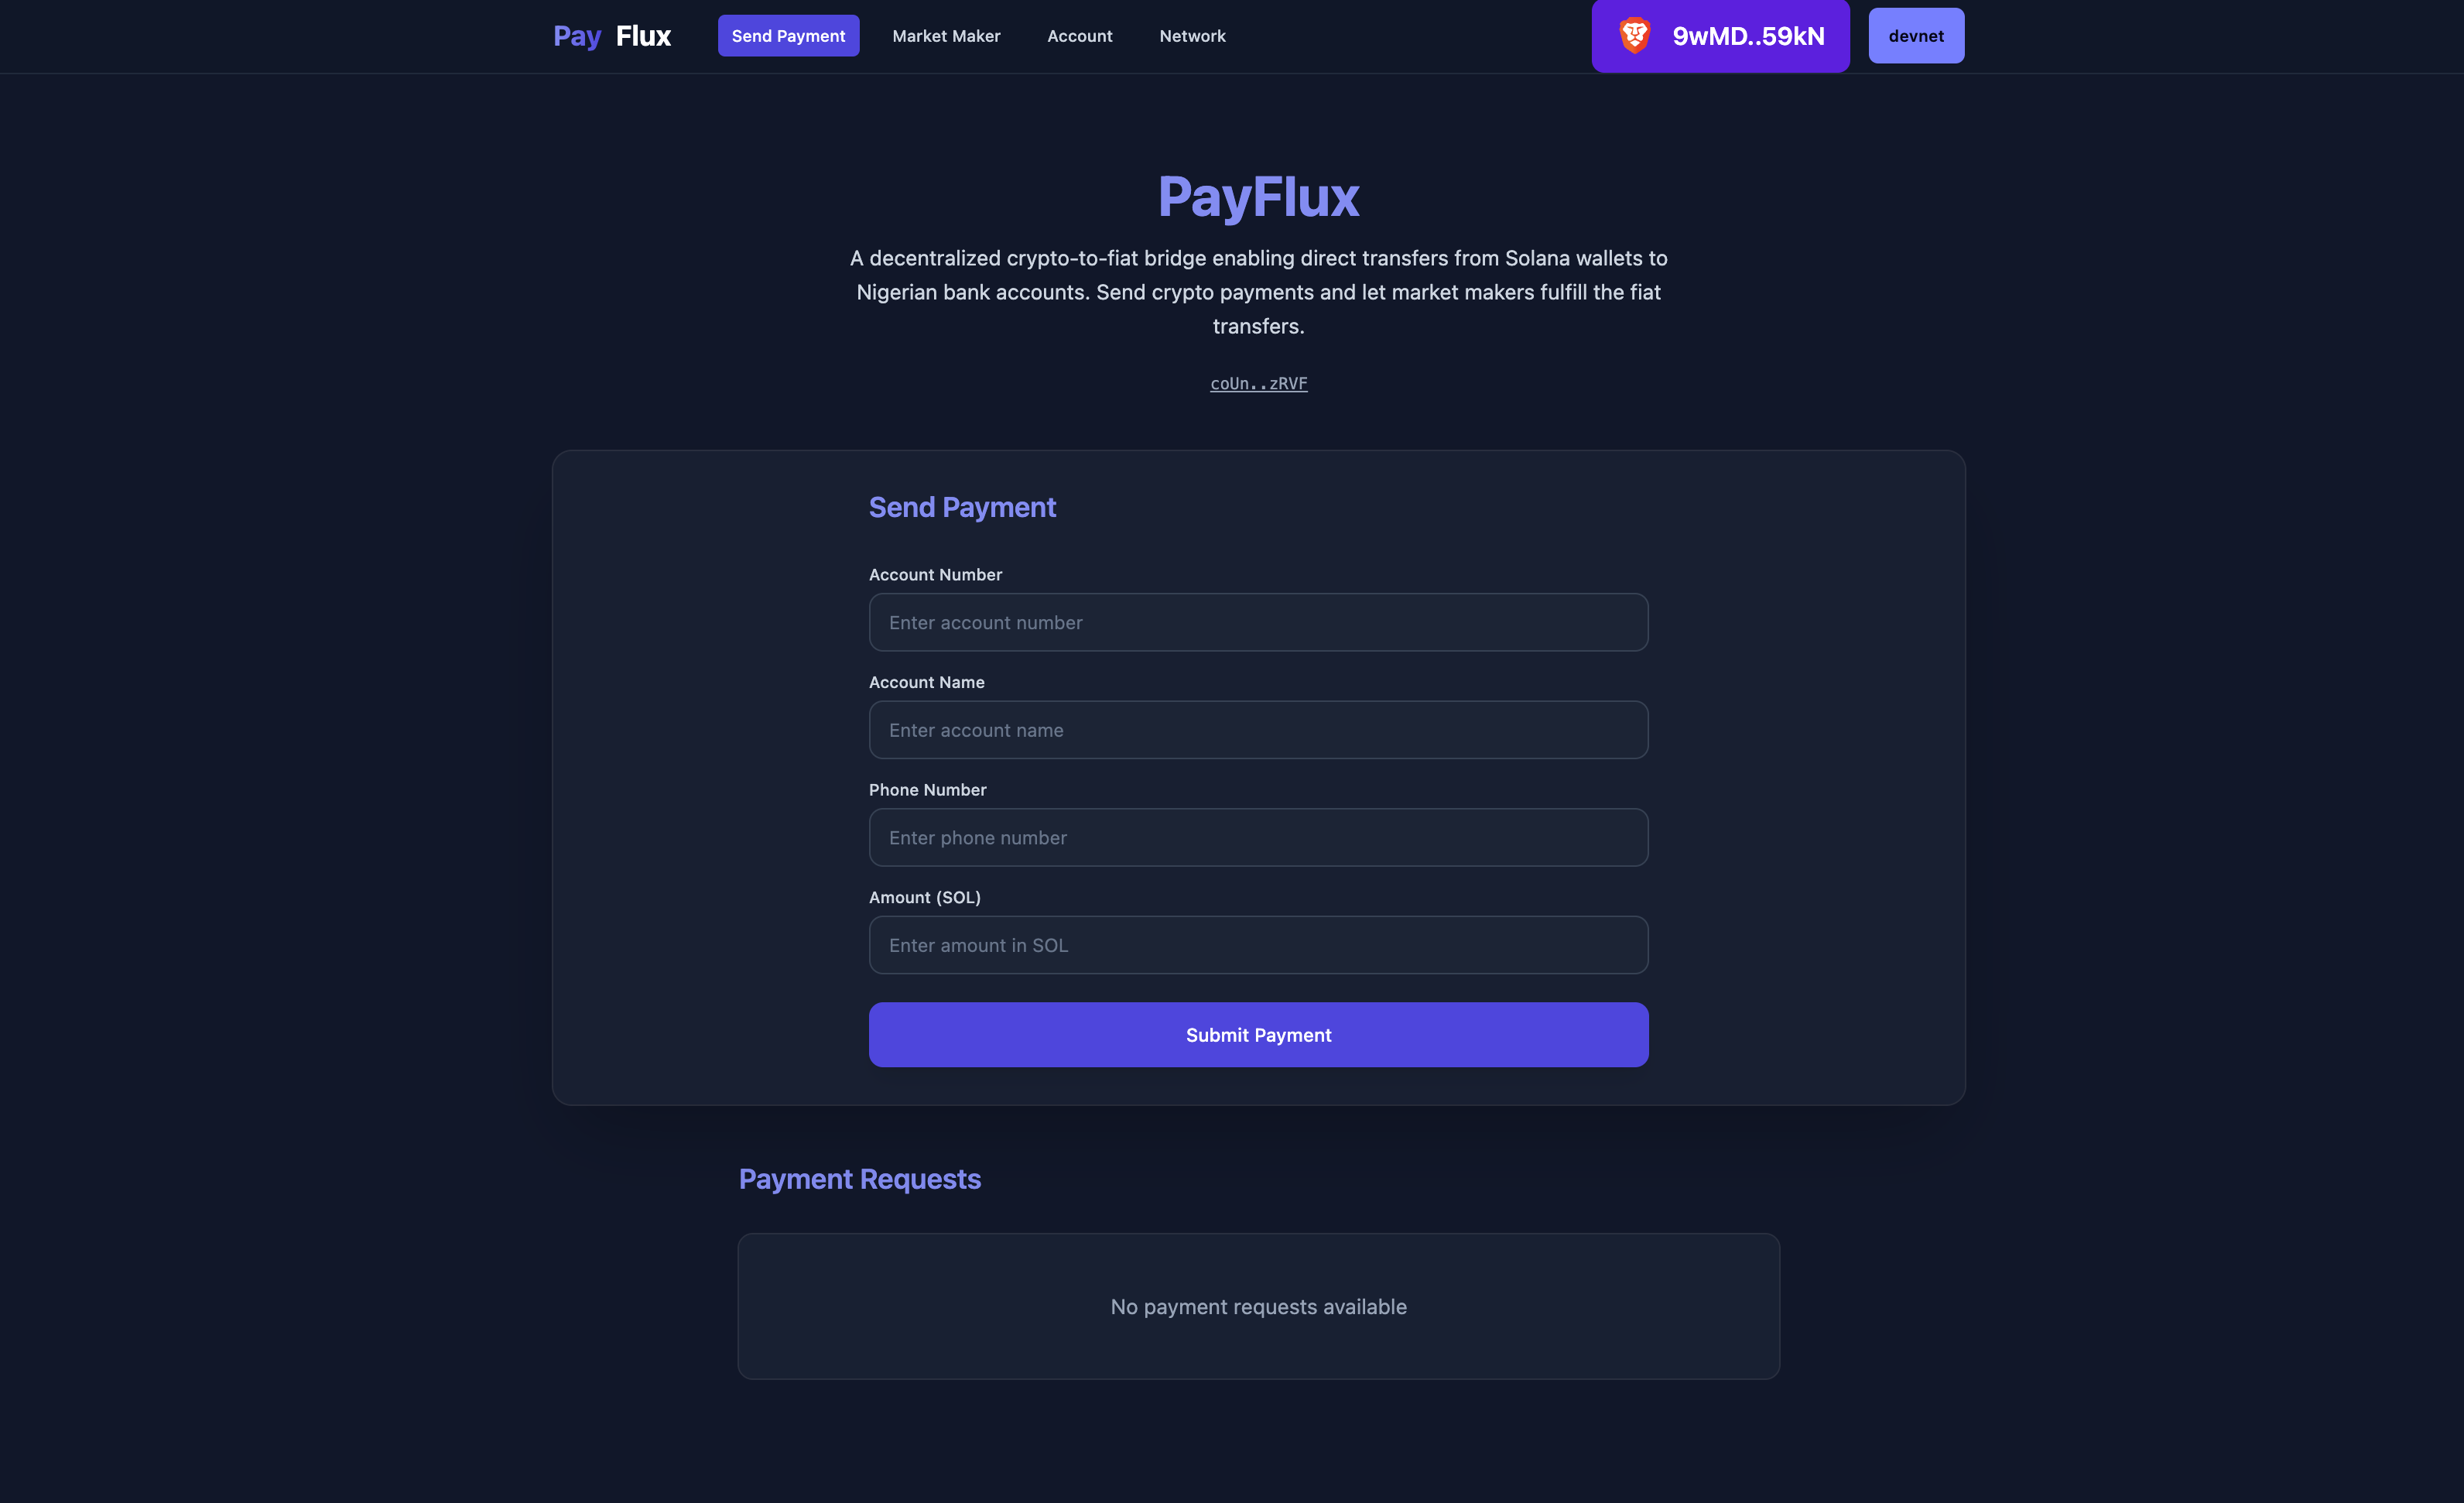 Pay Flux
Send Payment
Market Maker
Account
Network
9wMD..59kN
devnet
PayFlux
A decentralized crypto-to-fiat bridge enabling direct transfers from Solana wallets to
Nigerian bank accounts. Send crypto payments and let market makers fulfill the fiat
transfers.
coUn..zRVF
Send Payment
Account Number
Enter account number
Account Name
Enter account name
Phone Number
Enter phone number
Amount (SOL)
Enter amount in SOL
Submit Payment
Payment Requests
No payment requests available